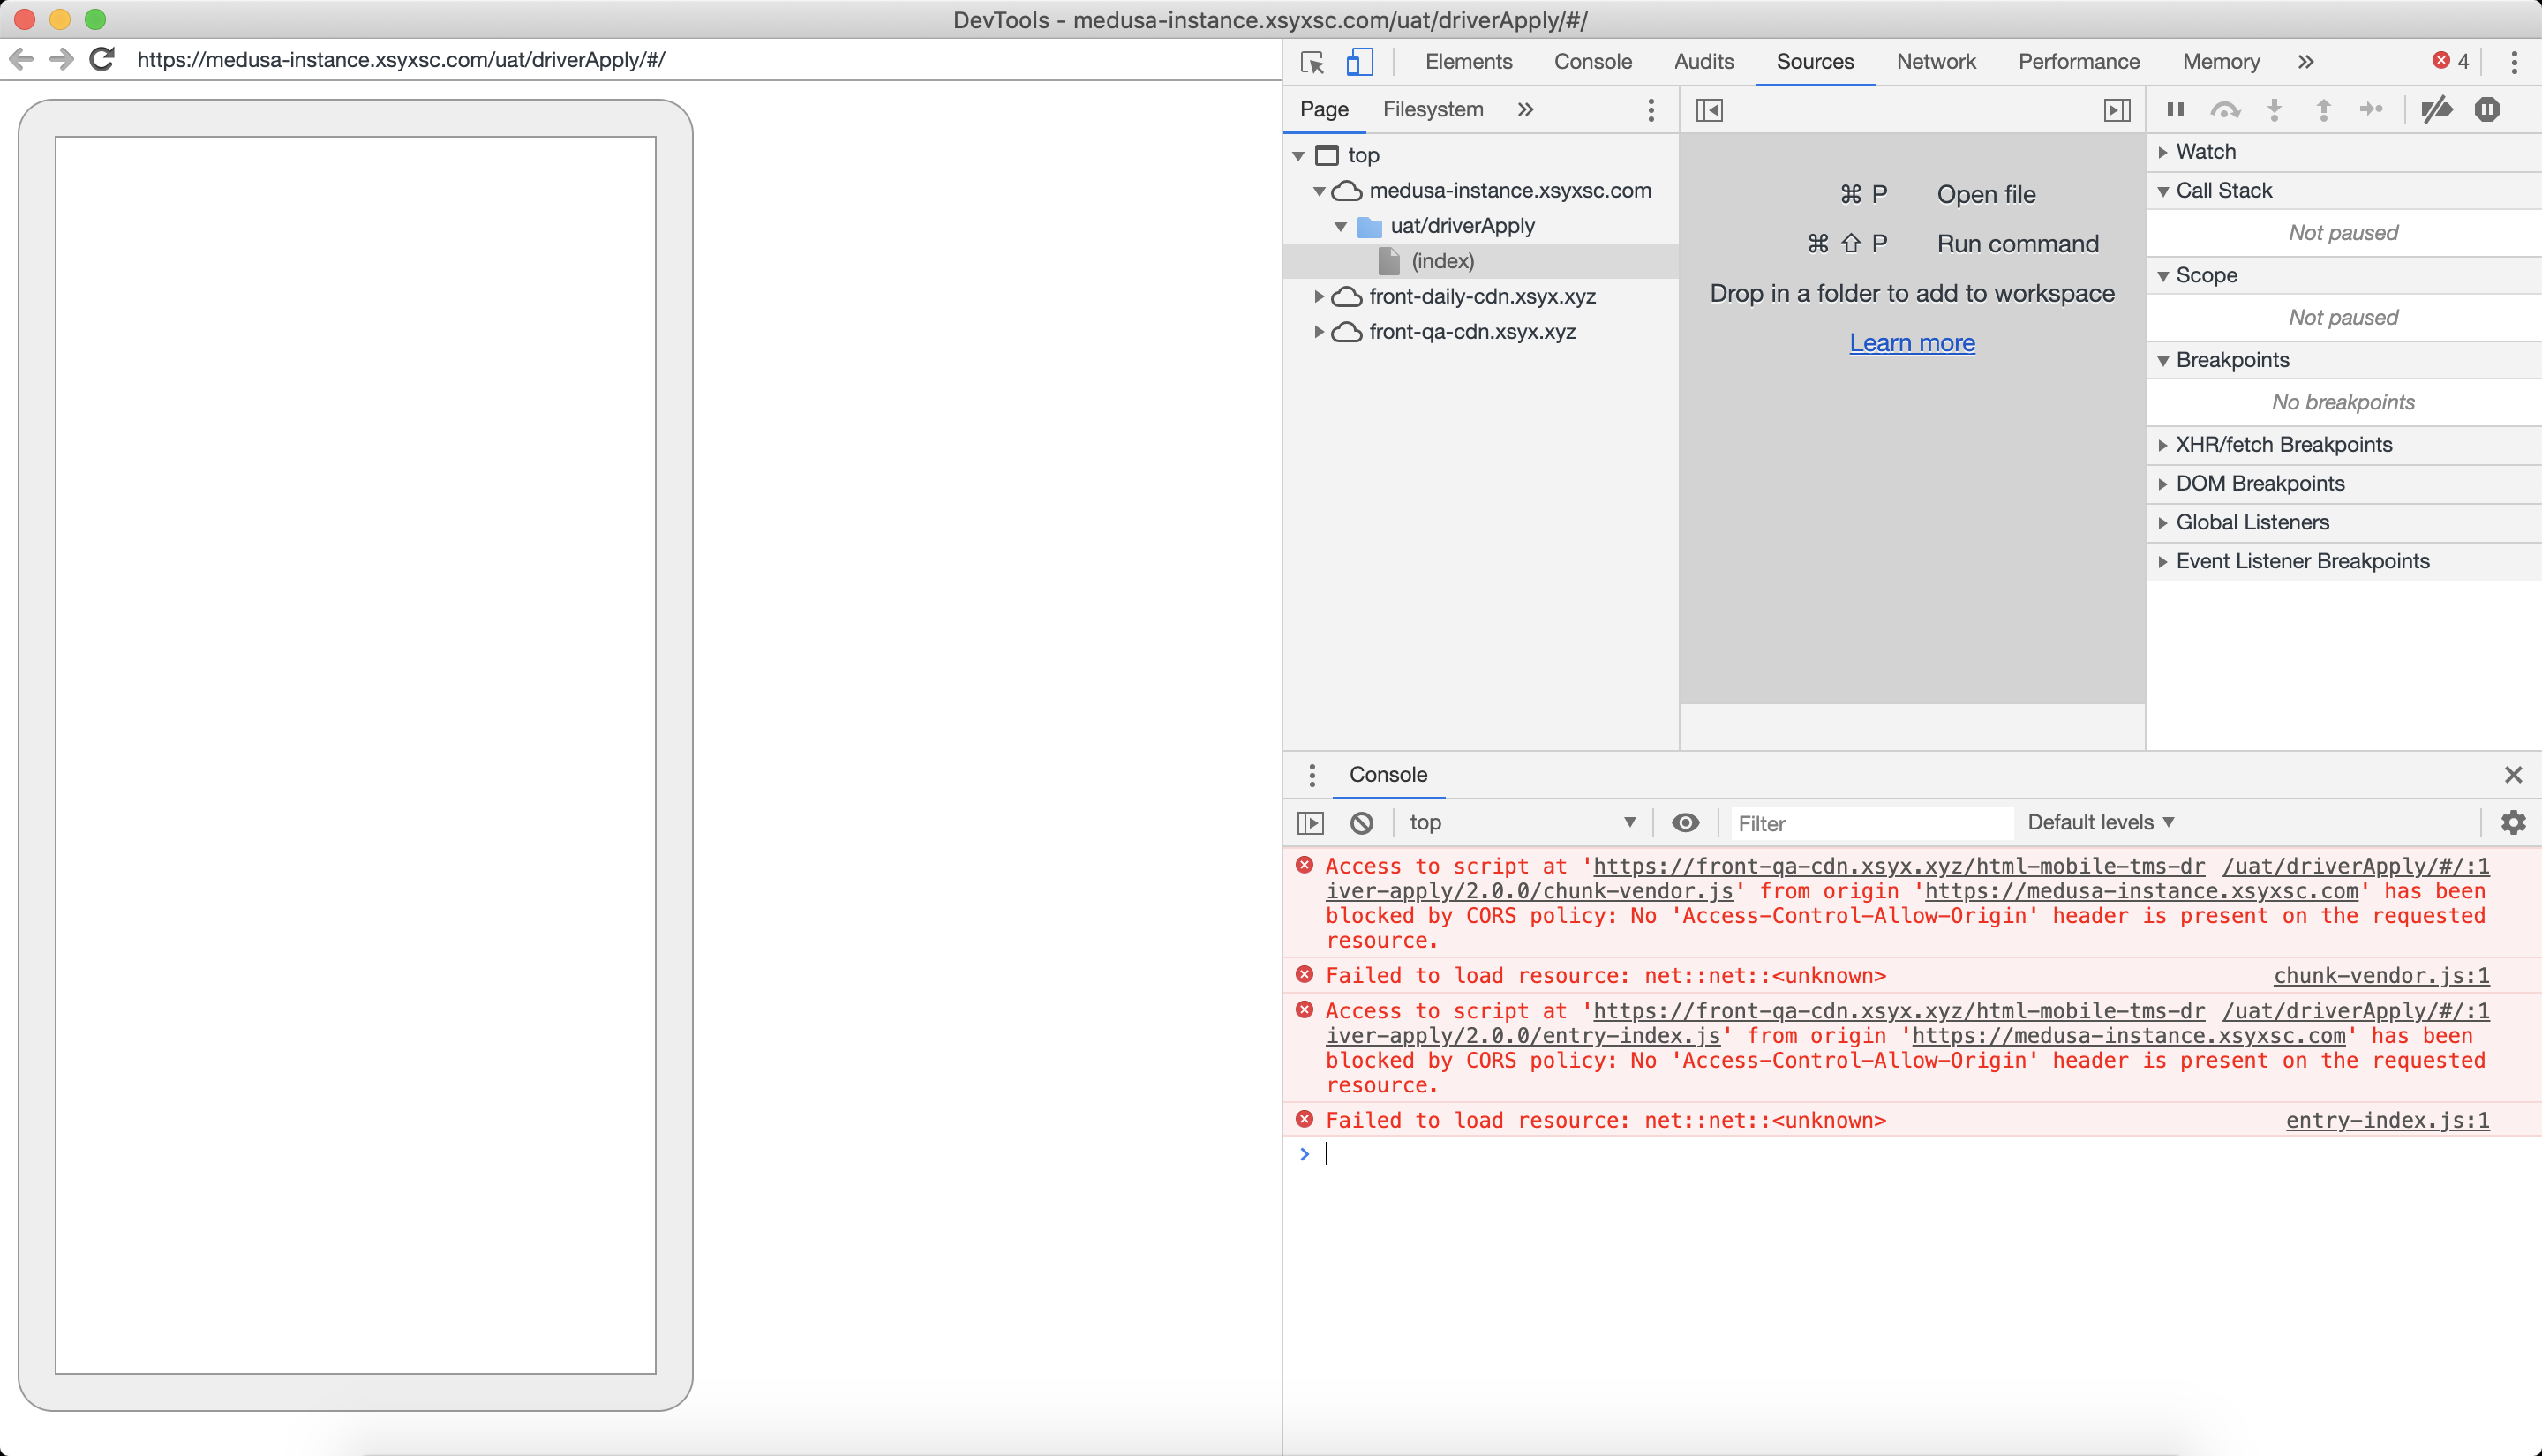 DevTools - medusa-instance.xsyxsc.com/uat/driverApply/#/
https://medusa-instance.xsyxsc.com/uat/driverApply/#/
Elements Console Audits Sources Network Performance Memory » 4
Page Filesystem »
top
medusa-instance.xsyxsc.com
uat/driverApply
(index)
front-daily-cdn.xsyx.xyz
front-qa-cdn.xsyx.xyz
⌘ P Open file
⌘ ⇧ P Run command
Drop in a folder to add to workspace
Learn more
Watch
Call Stack
Not paused
Scope
Not paused
Breakpoints
No breakpoints
XHR/fetch Breakpoints
DOM Breakpoints
Global Listeners
Event Listener Breakpoints
Console
top Filter Default levels
Access to script at 'https://front-qa-cdn.xsyx.xyz/html-mobile-tms-dr /uat/driverApply/#/:1
iver-apply/2.0.0/chunk-vendor.js' from origin 'https://medusa-instance.xsyxsc.com' has been
blocked by CORS policy: No 'Access-Control-Allow-Origin' header is present on the requested
resource.
Failed to load resource: net::net::<unknown> chunk-vendor.js:1
Access to script at 'https://front-qa-cdn.xsyx.xyz/html-mobile-tms-dr /uat/driverApply/#/:1
iver-apply/2.0.0/entry-index.js' from origin 'https://medusa-instance.xsyxsc.com' has been
blocked by CORS policy: No 'Access-Control-Allow-Origin' header is present on the requested
resource.
Failed to load resource: net::net::<unknown> entry-index.js:1